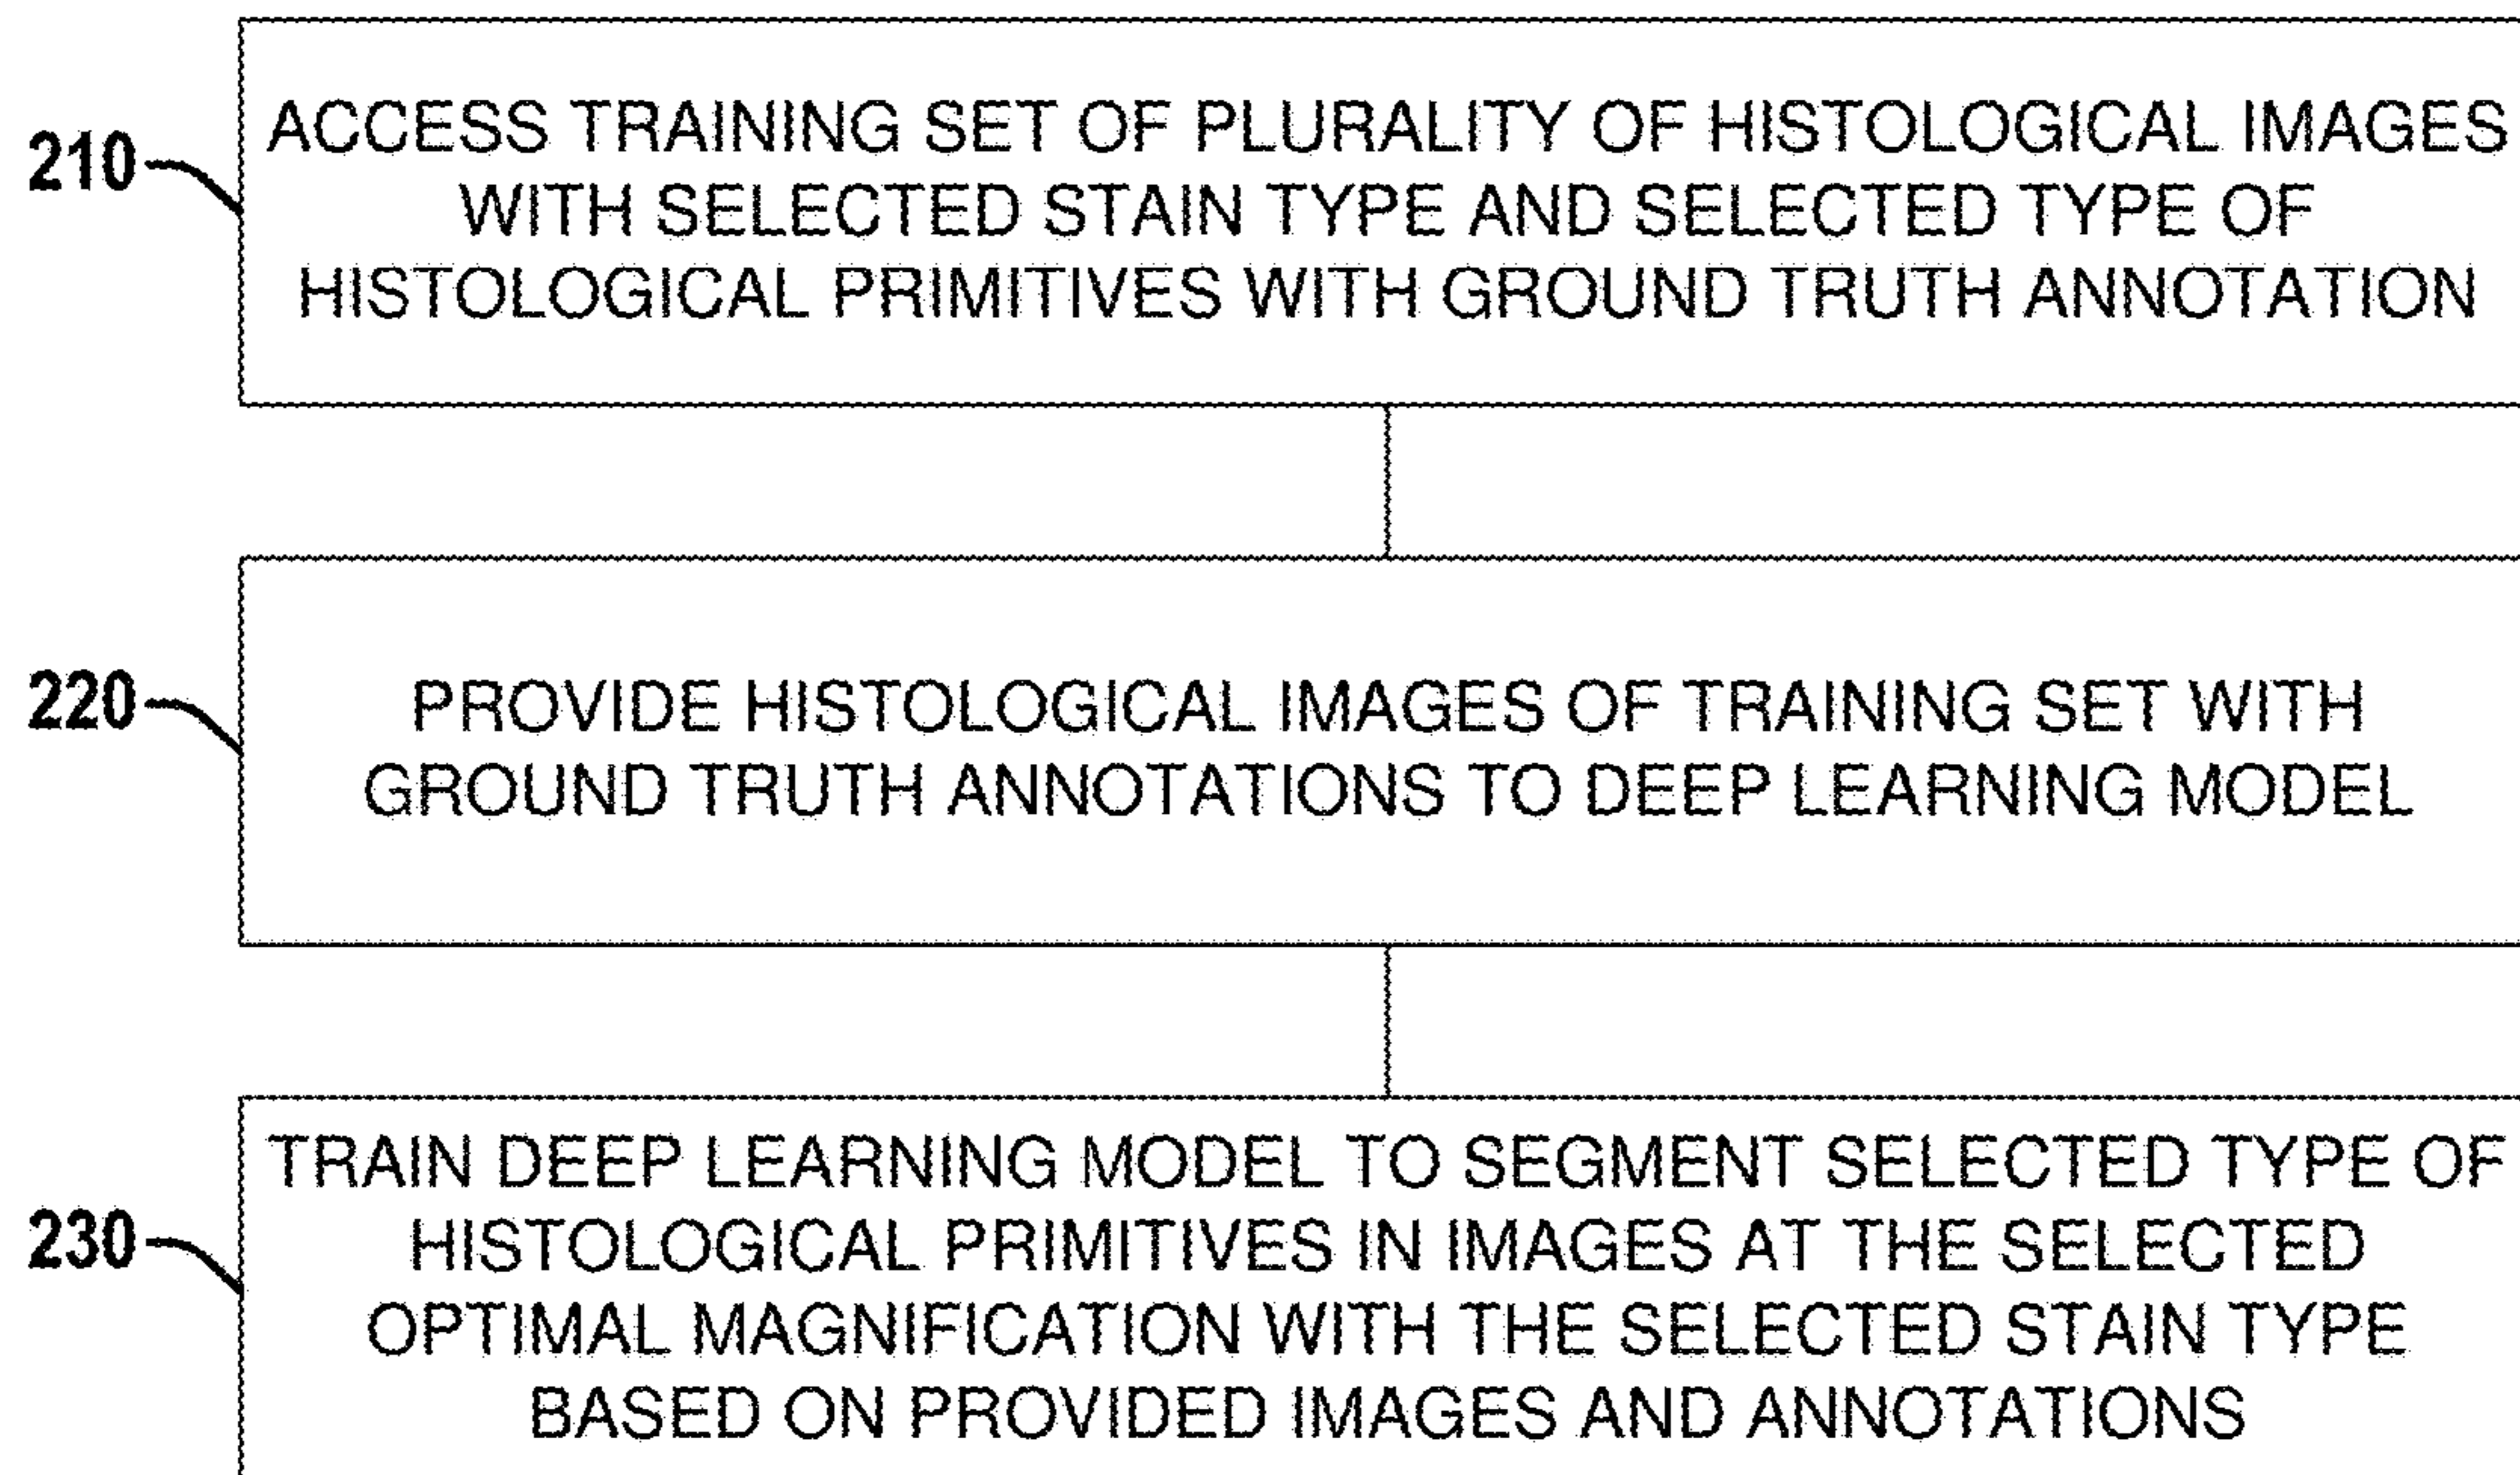 ACCESS TRAINING SET OF PLURALITY OF HISTOLOGICAL IMAGES
210
WITH SELECTED STAIN TYPE AND SELECTED TYPE OF
HISTOLOGICAL PRIMITIVES WITH GROUND TRUTH ANNOTATION
220
PROVIDE HISTOLOGICAL IMAGES OF TRAINING SET WITH
GROUND TRUTH ANNOTATIONS TO DEEP LEARNING MODEL
TRAIN DEEP LEARNING MODEL TO SEGMENT SELECTED TYPE OF
230
HISTOLOGICAL PRIMITIVES IN IMAGES AT THE SELECTED
OPTIMAL MAGNIFICATION WITH THE SELECTED STAIN TYPE
BASED ON PROVIDED IMAGES AND ANNOTATIONS